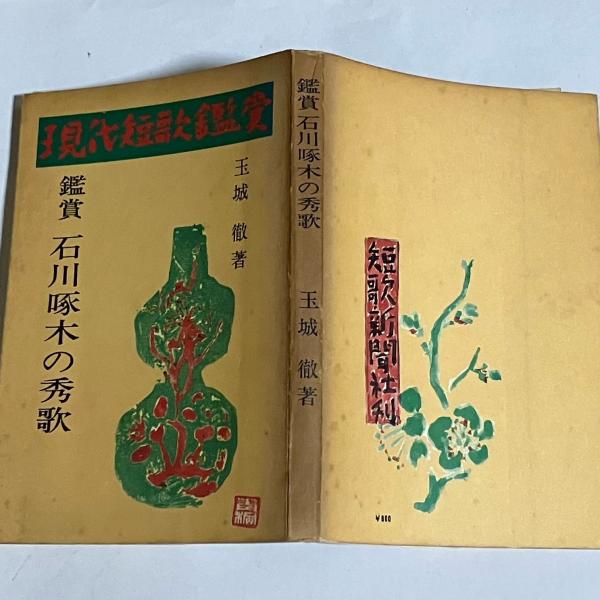 現代短歌鑑賞
玉城 徹著
鑑賞 石川啄木の秀歌
鑑賞 石川啄木の秀歌
玉城 徹著
短歌新聞社刊
¥800